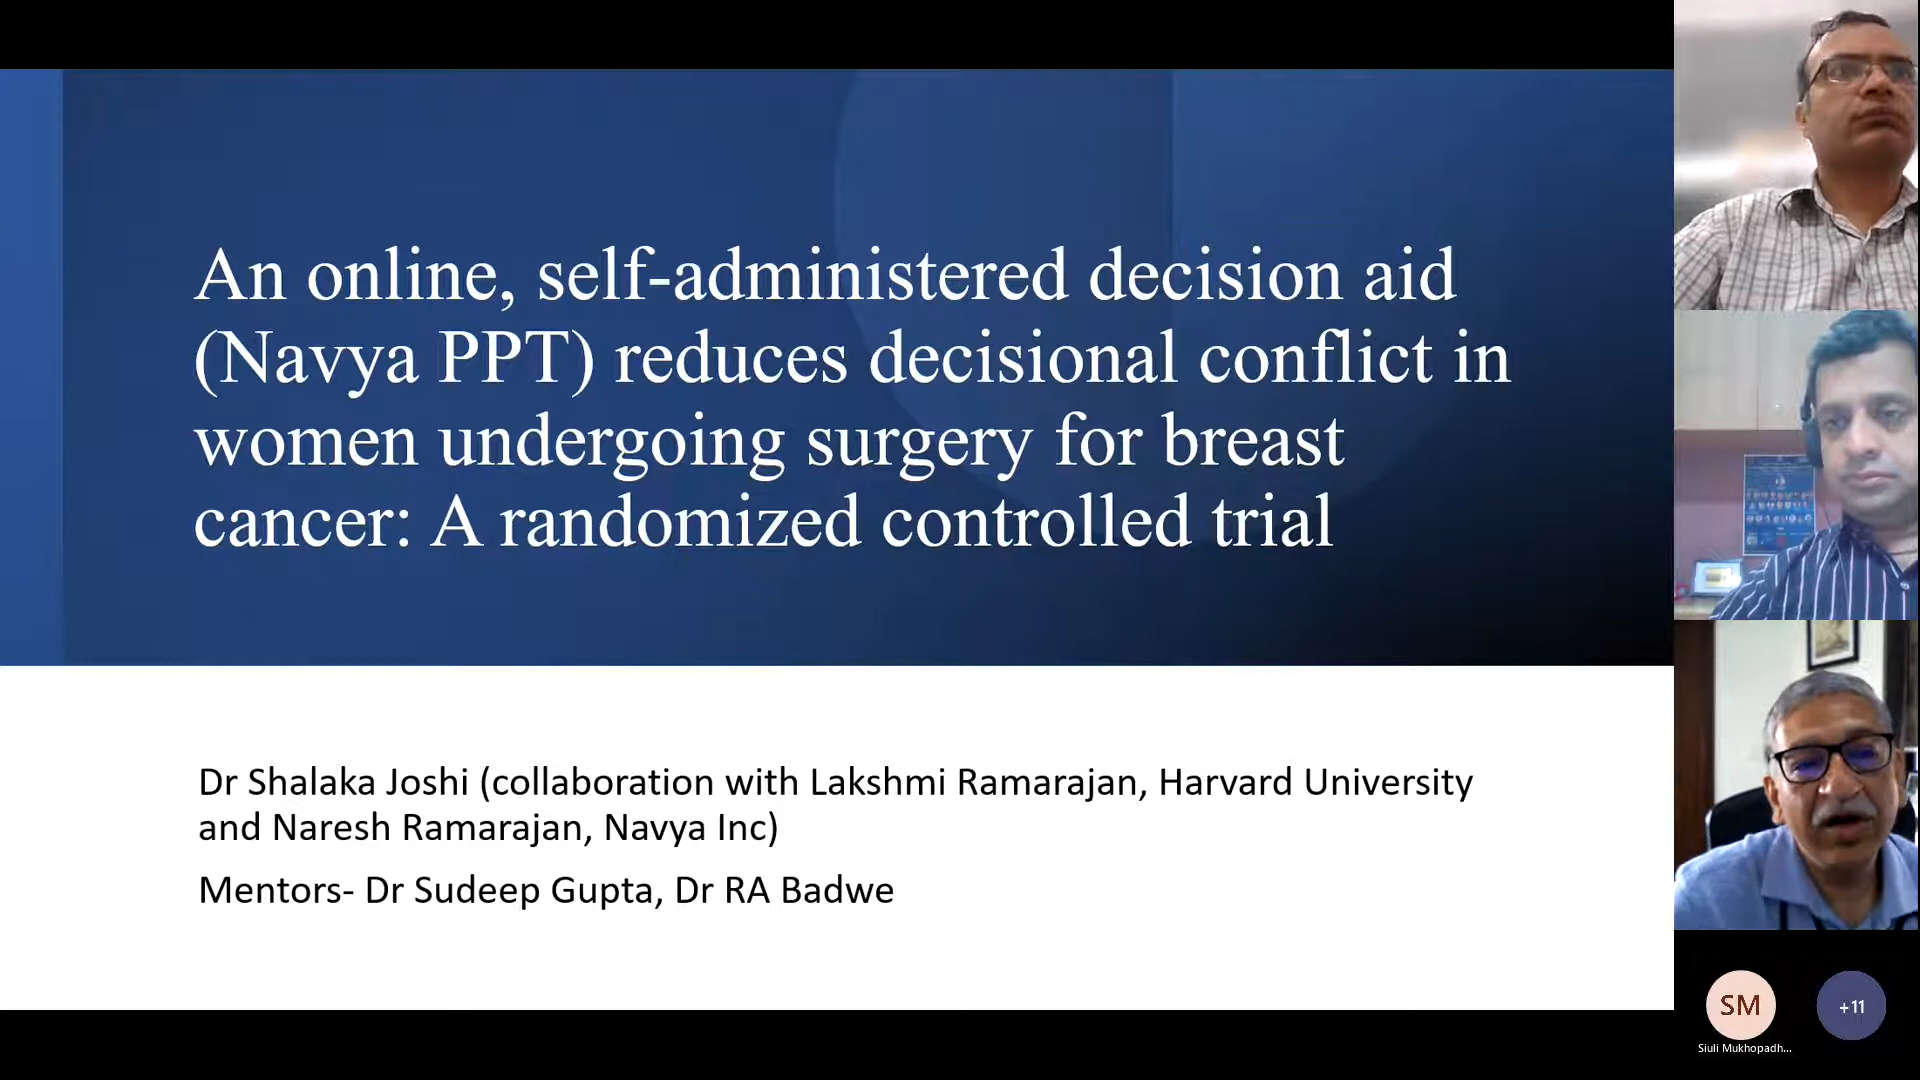 An online, self-administered decision aid
(Navya PPT) reduces decisional conflict in
women undergoing surgery for breast
cancer: A randomized controlled trial
Dr Shalaka Joshi (collaboration with Lakshmi Ramarajan, Harvard University
and Naresh Ramarajan, Navya Inc)
Mentors- Dr Sudeep Gupta, Dr RA Badwe
SM
+11
Siuli Mukhopadh...